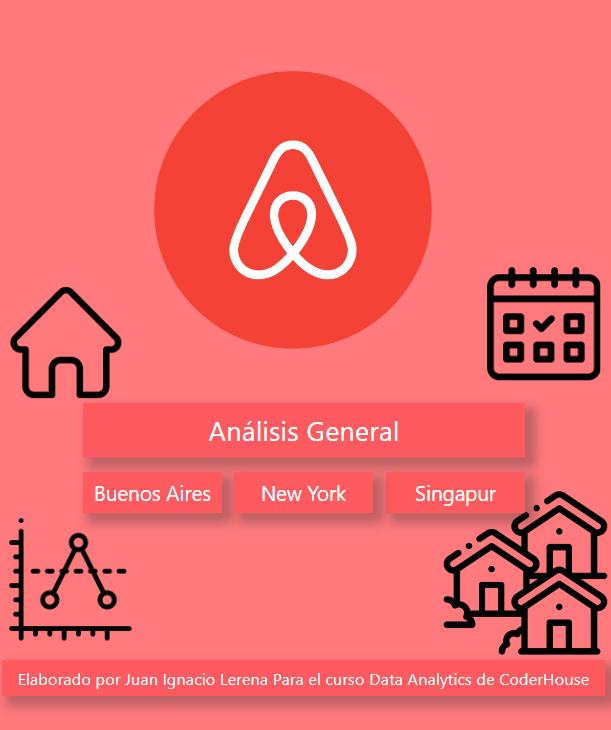 Análisis General
Buenos Aires
New York
Singapur
Elaborado por Juan Ignacio Lerena Para el curso Data Analytics de CoderHouse